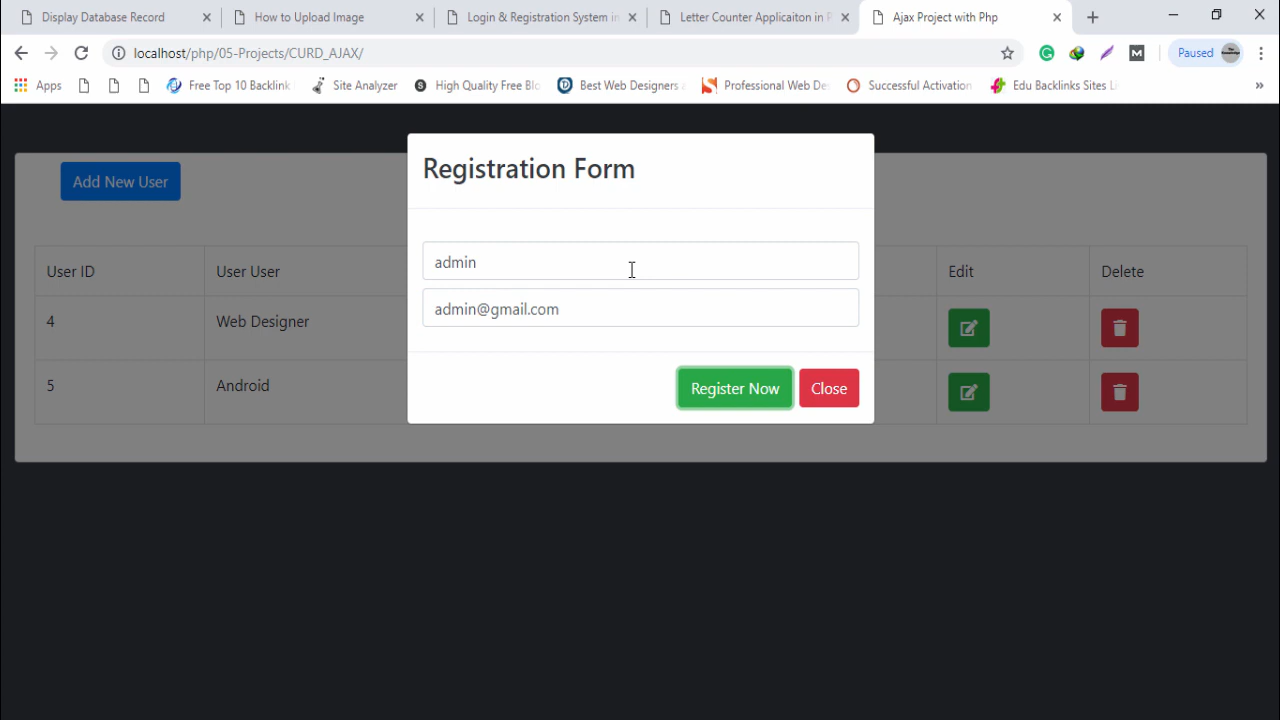 Display Database Record
How to Upload Image
Login & Registration System in
Letter Counter Applicaiton in P
Ajax Project with Php
localhost/php/05-Projects/CURD_AJAX/
Paused
Apps
Free Top 10 Backlink
Site Analyzer
High Quality Free Blo
Best Web Designers
Professional Web De
Successful Activation
Edu Backlinks Sites Li
Registration Form
Add New User
admin
User ID
User User
Edit
Delete
admin@gmail.com
4
Web Designer
5
Android
Register Now
Close